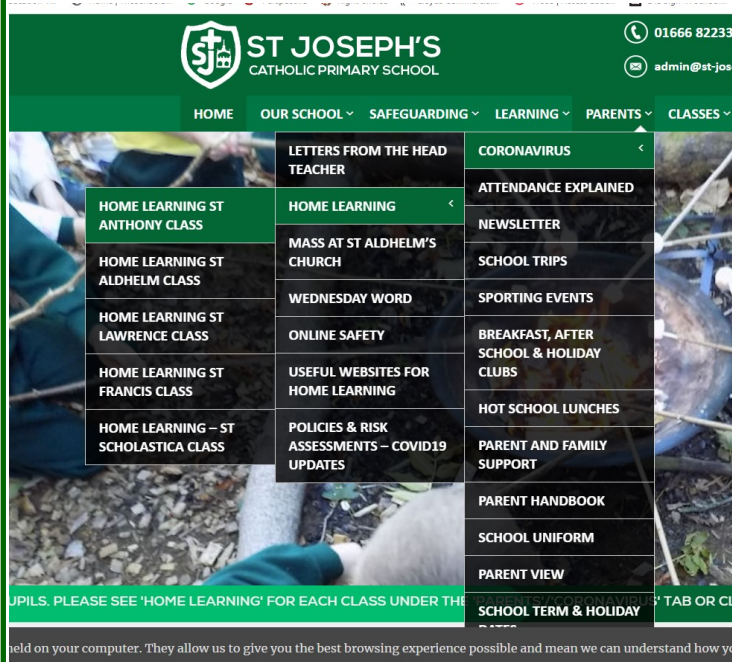 ST JOSEPH'S
CATHOLIC PRIMARY SCHOOL
01666 82233
admin@st-jos
HOME OUR SCHOOL SAFEGUARDING LEARNING PARENTS CLASSES
HOME LEARNING ST
ANTHONY CLASS
HOME LEARNING ST
ALDHELM CLASS
HOME LEARNING ST
LAWRENCE CLASS
HOME LEARNING ST
FRANCIS CLASS
HOME LEARNING – ST
SCHOLASTICA CLASS
LETTERS FROM THE HEAD
TEACHER
HOME LEARNING
MASS AT ST ALDHELM'S
CHURCH
WEDNESDAY WORD
ONLINE SAFETY
USEFUL WEBSITES FOR
HOME LEARNING
POLICIES & RISK
ASSESSMENTS – COVID19
UPDATES
CORONAVIRUS
ATTENDANCE EXPLAINED
NEWSLETTER
SCHOOL TRIPS
SPORTING EVENTS
BREAKFAST, AFTER
SCHOOL & HOLIDAY
CLUBS
HOT SCHOOL LUNCHES
PARENT AND FAMILY
SUPPORT
PARENT HANDBOOK
SCHOOL UNIFORM
PARENT VIEW
SCHOOL TERM & HOLIDAY
UPILS. PLEASE SEE 'HOME LEARNING' FOR EACH CLASS UNDER THE 'PARENTS'/'CORONAVIRUS' TAB OR CL
held on your computer. They allow us to give you the best browsing experience possible and mean we can understand how yo